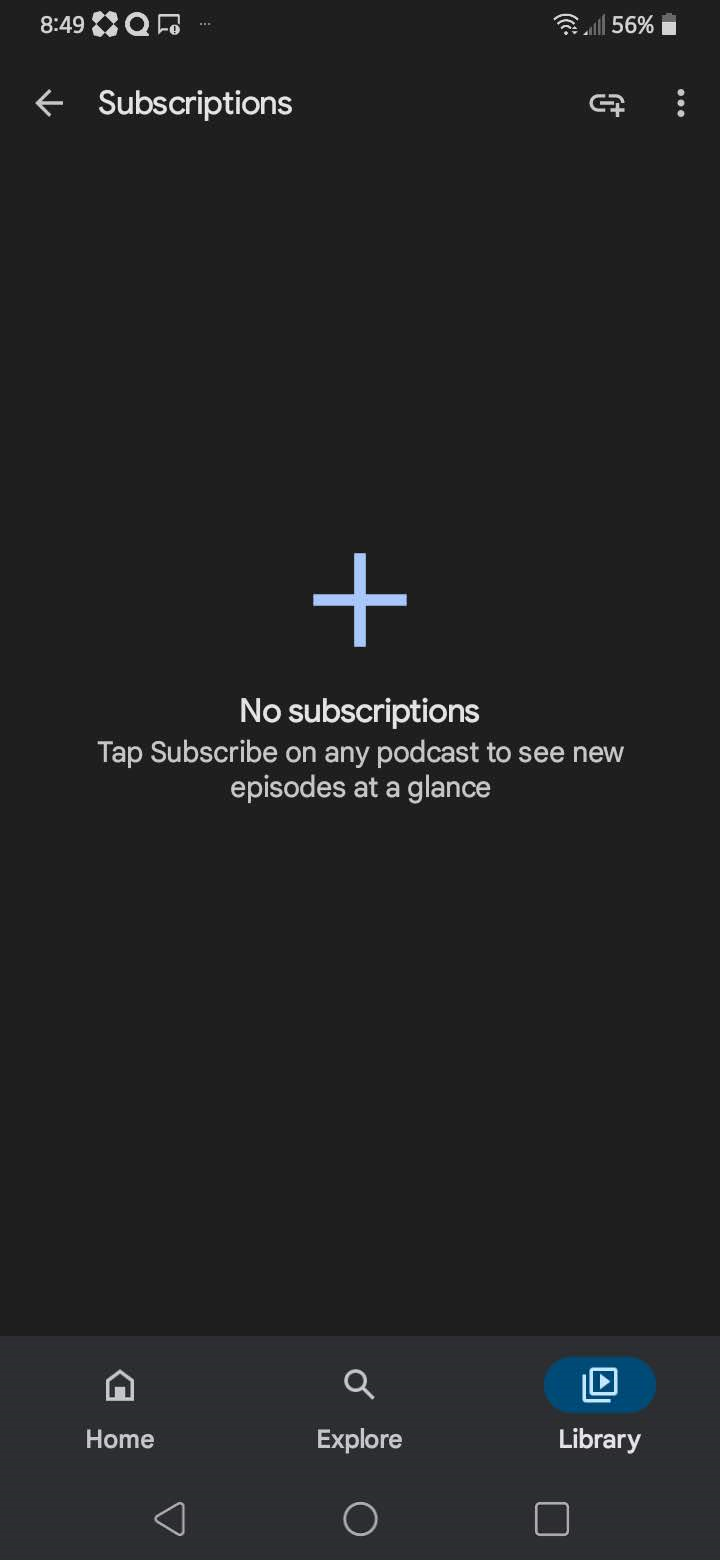 8:49 56%
Subscriptions
No subscriptions
Tap Subscribe on any podcast to see new
episodes at a glance
Home Explore Library